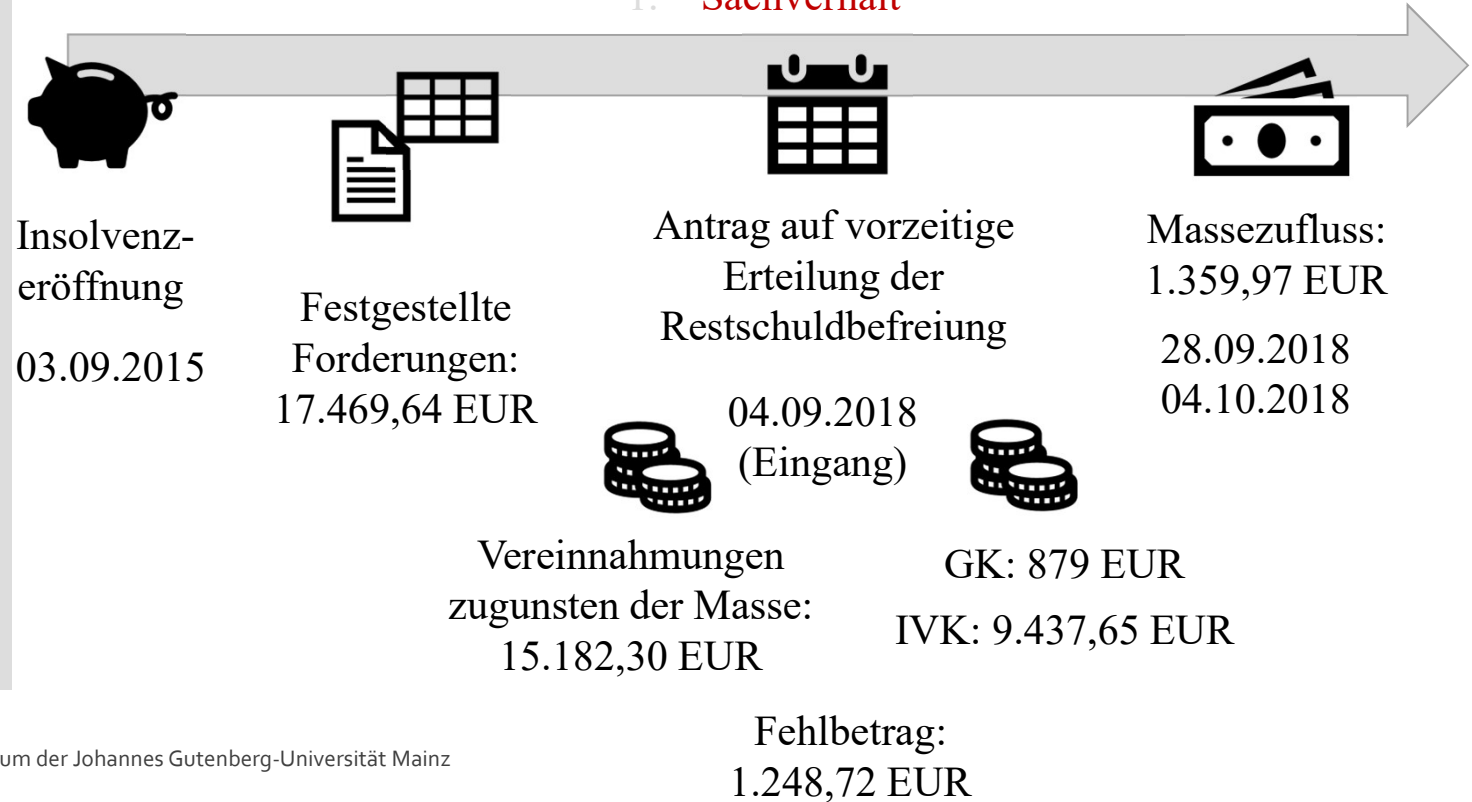 1. Sachverhalt
Insolvenz-
eröffnung
03.09.2015
Festgestellte
Forderungen:
17.469,64 EUR
Antrag auf vorzeitige
Erteilung der
Restschuldbefreiung
04.09.2018
(Eingang)
Massezufluss:
1.359,97 EUR
28.09.2018
04.10.2018
Vereinnahmungen
zugunsten der Masse:
15.182,30 EUR
GK: 879 EUR
IVK: 9.437,65 EUR
Fehlbetrag:
1.248,72 EUR
um der Johannes Gutenberg-Universität Mainz